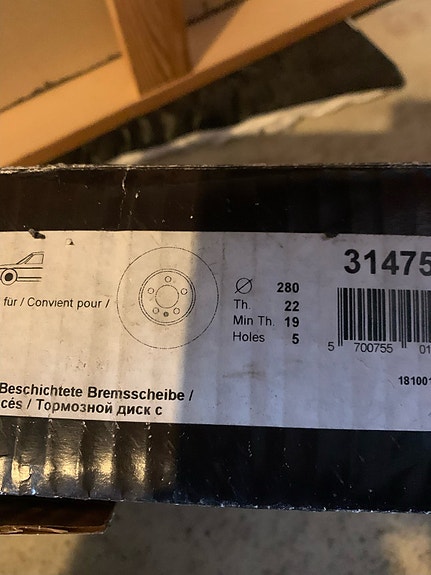 31475
für / Convient pour /
Ø 280
Th. 22
Min Th. 19
Holes 5
5 700755 01
181001
Beschichtete Bremsscheibe /
cés / Тормозной диск с